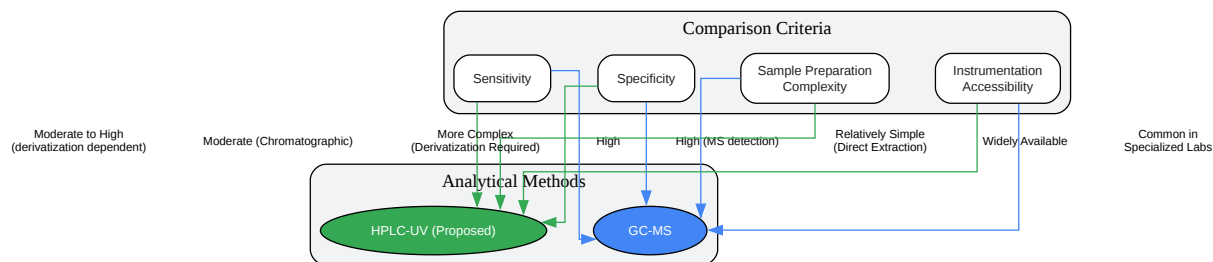 Comparison Criteria
Sensitivity
Specificity
Sample Preparation
Complexity
Instrumentation
Accessibility
Moderate to High
(derivatization dependent)
Moderate (Chromatographic)
More Complex
(Derivatization Required)
High
High (MS detection)
Relatively Simple
(Direct Extraction)
Widely Available
Common in
Specialized Labs
Analytical Methods
HPLC-UV (Proposed)
GC-MS